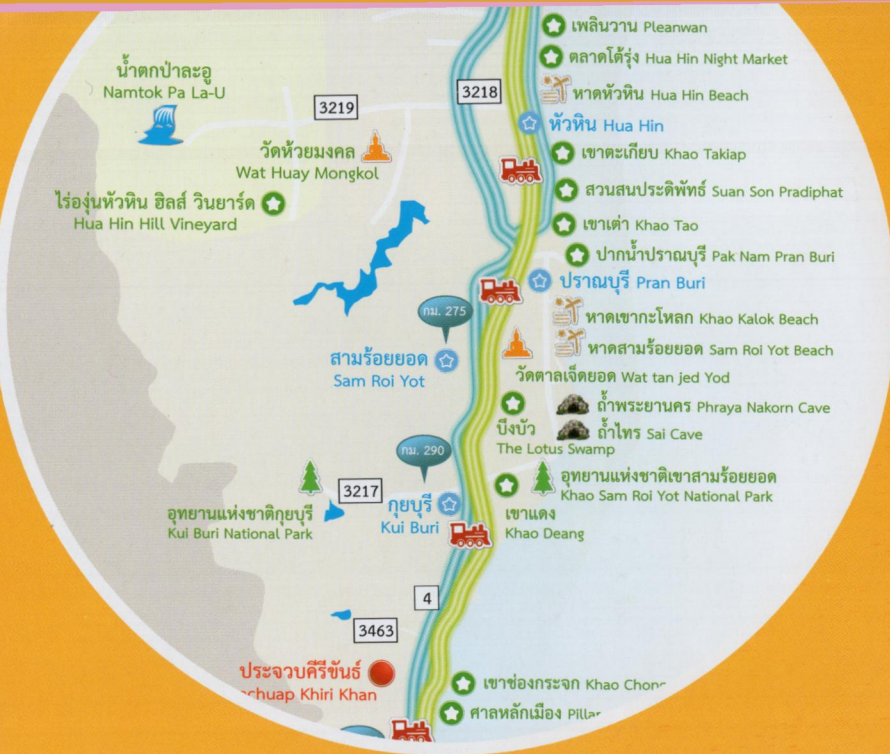 เพลินวาน Pleanwan
ตลาดโต้รุ่ง Hua Hin Night Market
น้ำตกป่าละอู
Namtok Pa La-U
3219
3218
หาดหัวหิน Hua Hin Beach
หัวหิน Hua Hin
วัดห้วยมงคล
Wat Huay Mongkol
เขาตะเกียบ Khao Takiap
ไร่องุ่นหัวหิน ฮิลส์ วินยาร์ด
Hua Hin Hill Vineyard
สวนสนประดิพัทธ์ Suan Son Pradiphat
เขาเต่า Khao Tao
ปากน้ำปราณบุรี Pak Nam Pran Buri
ปราณบุรี Pran Buri
กม. 275
หาดเขากะโหลก Khao Kalok Beach
สามร้อยยอด
Sam Roi Yot
หาดสามร้อยยอด Sam Roi Yot Beach
วัดตาลเจ็ดยอด Wat tan jed Yod
ถ้ำพระยานคร Phraya Nakorn Cave
บึงบัว
The Lotus Swamp
ถ้ำไทร Sai Cave
กม. 290
อุทยานแห่งชาติเขาสามร้อยยอด
Khao Sam Roi Yot National Park
3217
อุทยานแห่งชาติกุยบุรี
Kui Buri National Park
กุยบุรี
Kui Buri
เขาแดง
Khao Deang
4
3463
ประจวบคีรีขันธ์
achuap Khiri Khan
เขาช่องกระจก Khao Chong
ศาลหลักเมือง Pillar